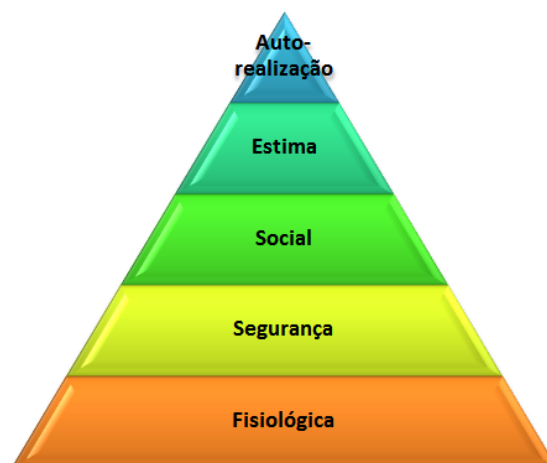 Auto-
realização
Estima
Social
Segurança
Fisiológica